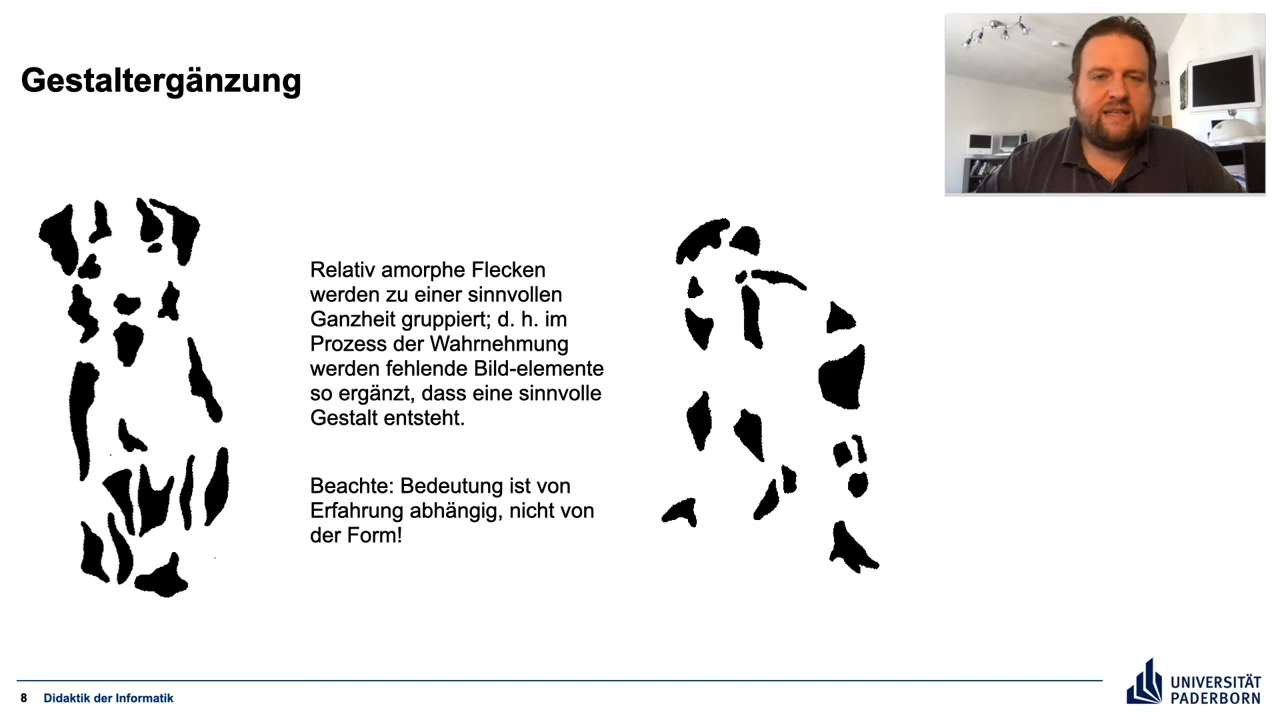 Gestaltergänzung
Relativ amorphe Flecken
werden zu einer sinnvollen
Ganzheit gruppiert; d. h. im
Prozess der Wahrnehmung
werden fehlende Bild-elemente
so ergänzt, dass eine sinnvolle
Gestalt entsteht.
Beachte: Bedeutung ist von
Erfahrung abhängig, nicht von
der Form!
8 Didaktik der Informatik
UNIVERSITÄT
PADERBORN